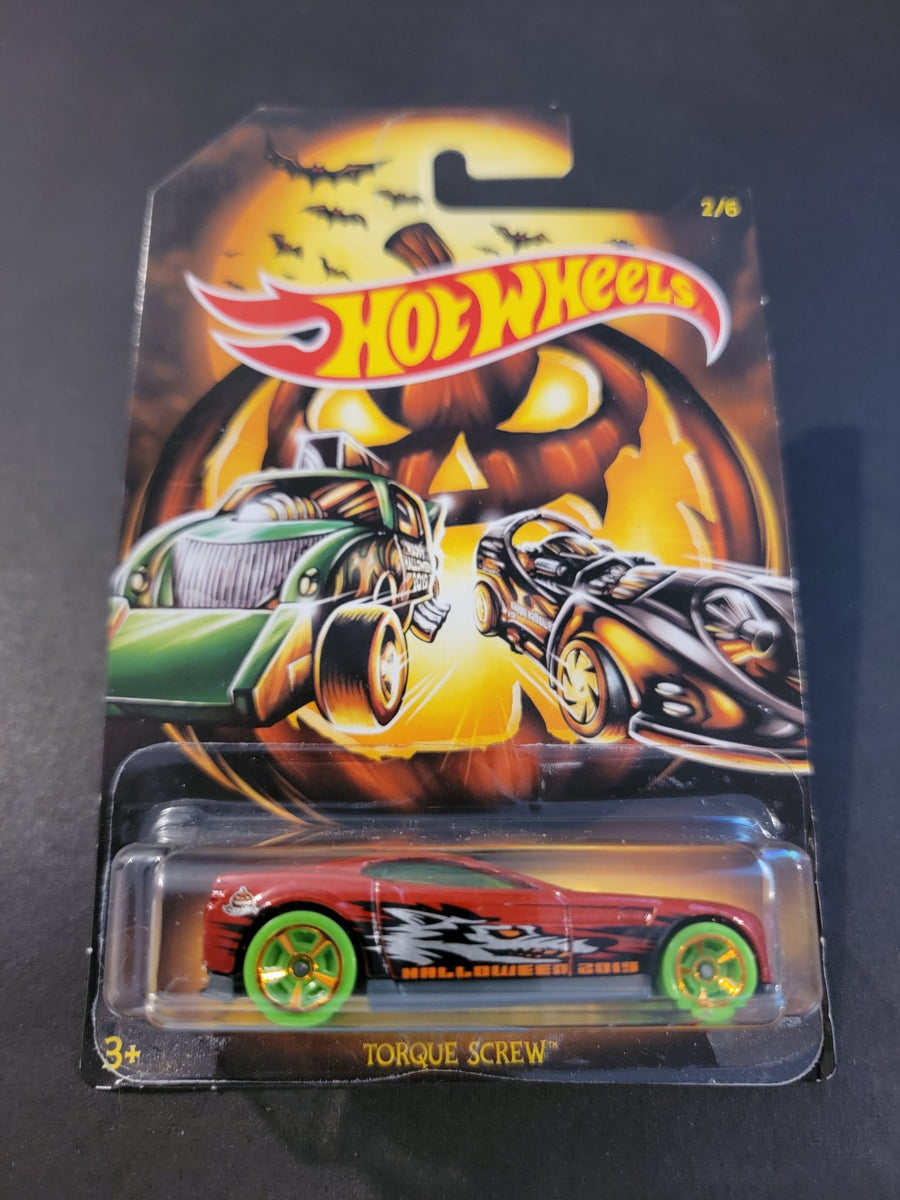 2/6
HOT WHEELS
HALLOWEEN 2019
3+
TORQUE SCREW™